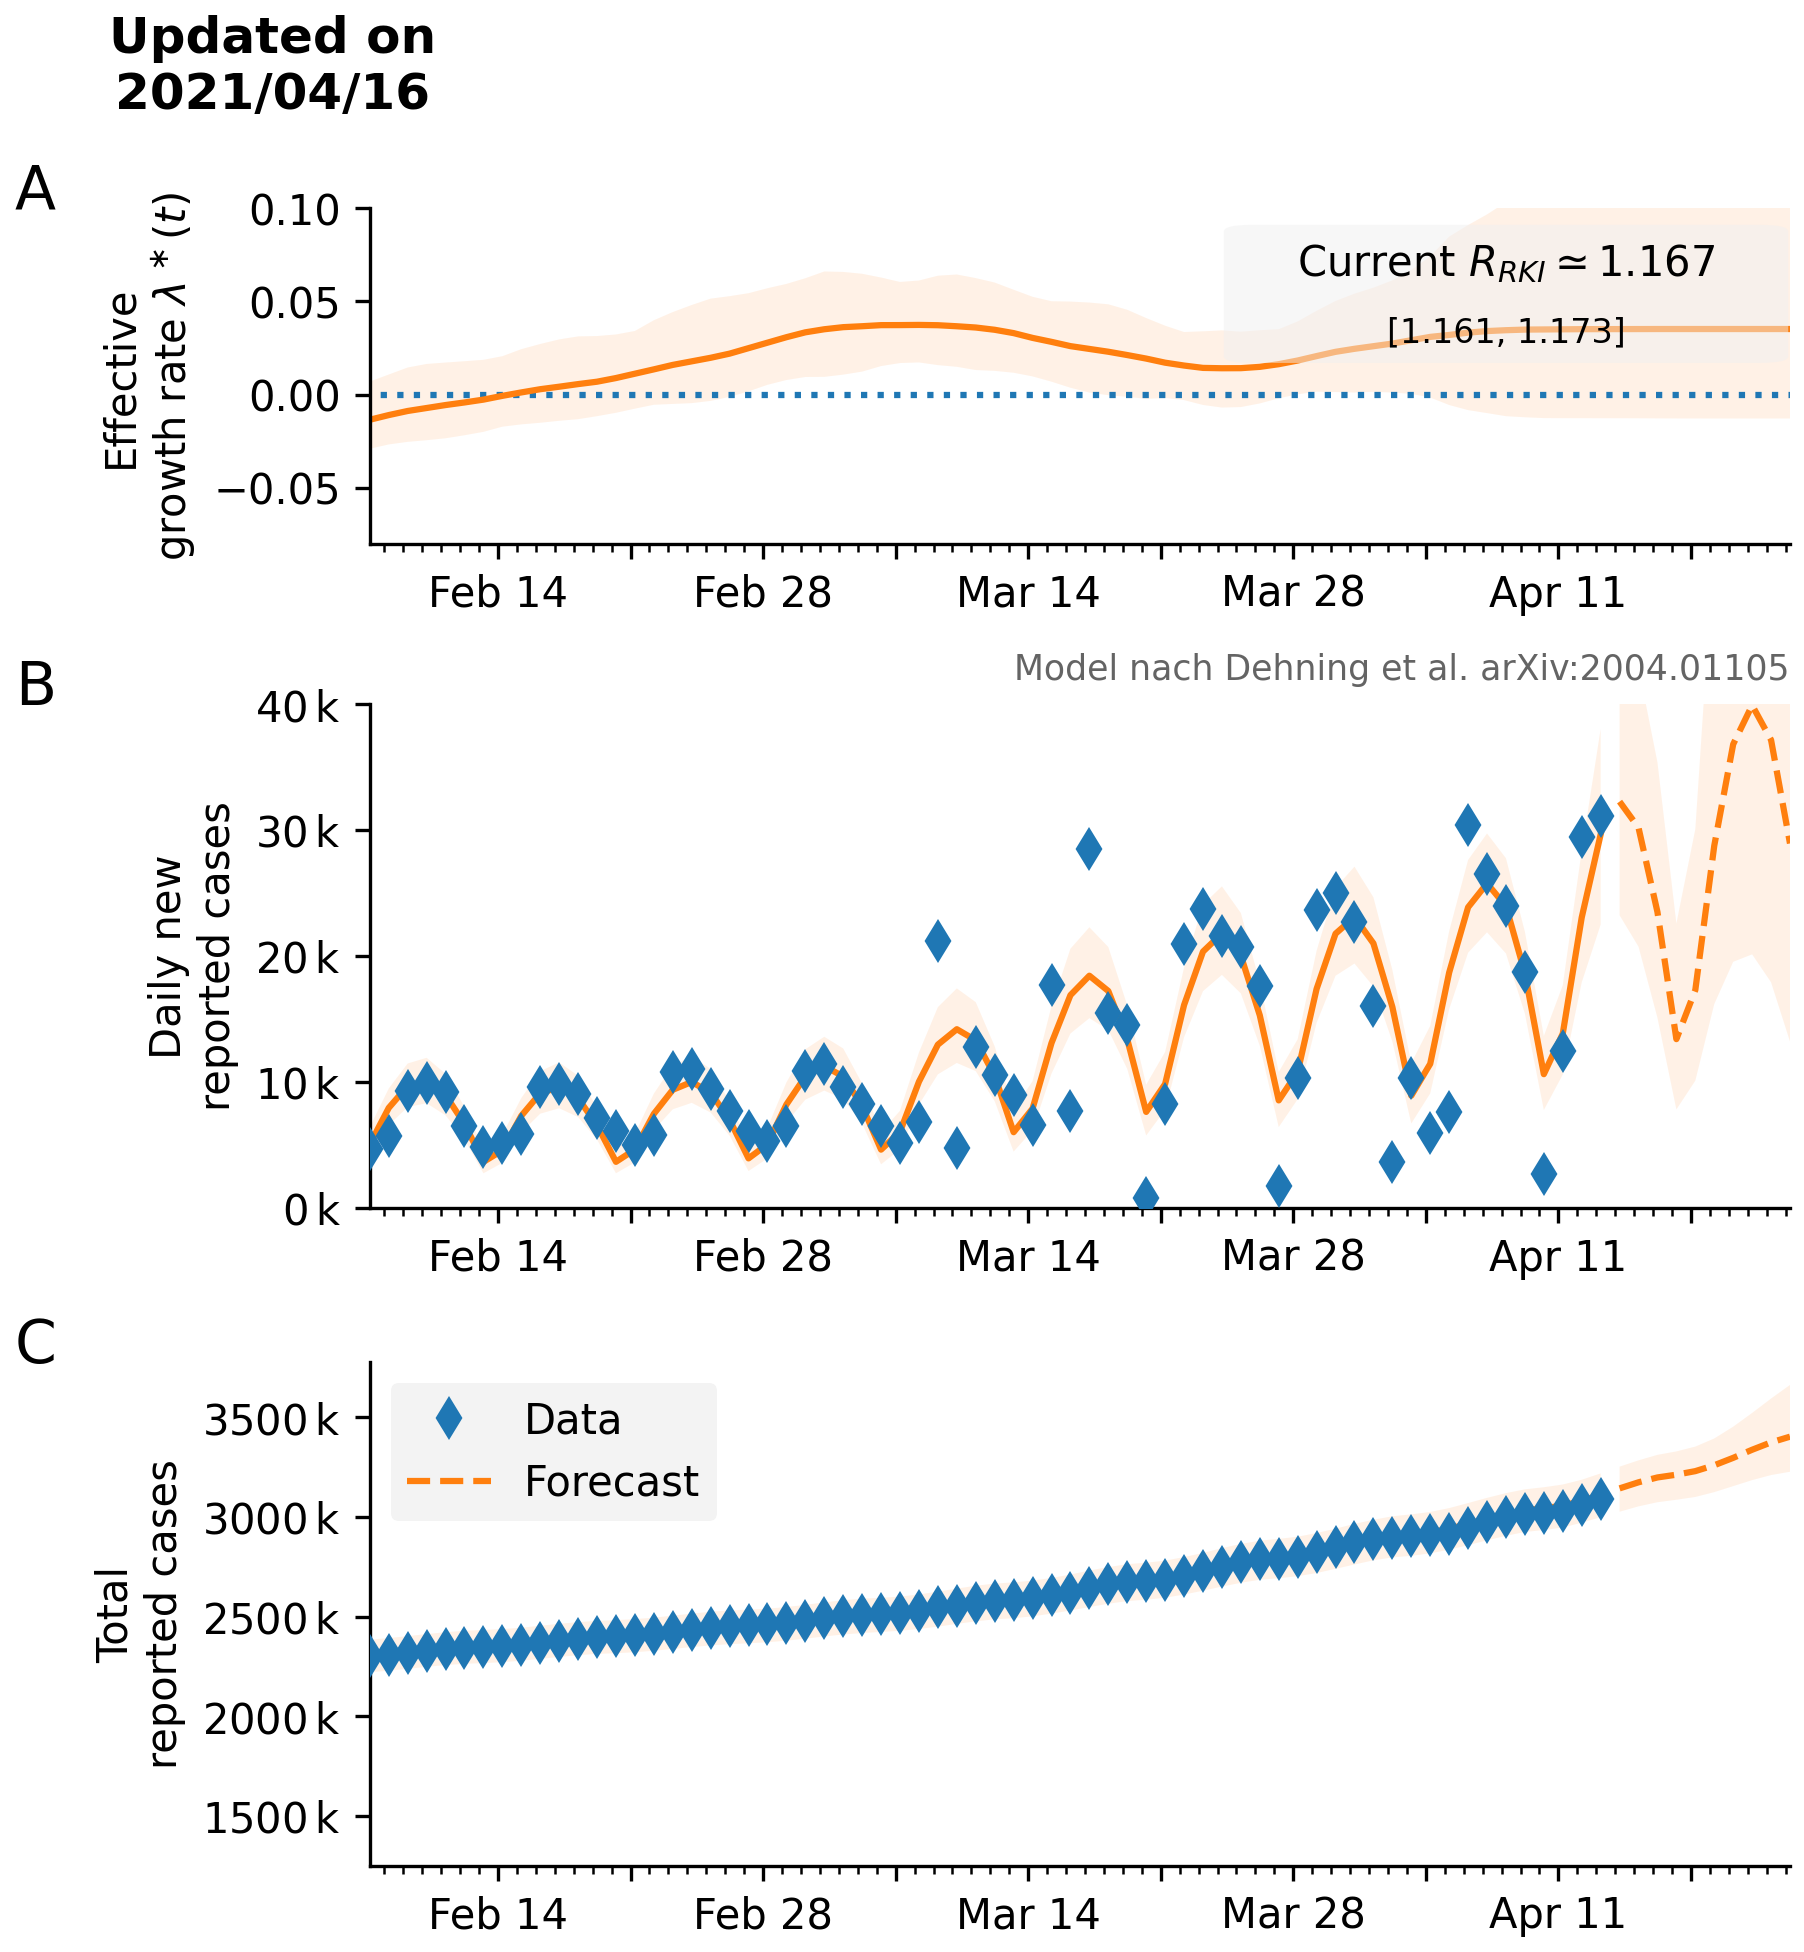 Updated on
2021/04/16
A
Effective
growth rate λ * (t)
0.10
0.05
0.00
−0.05
Current R_RKI ≃ 1.167
[1.161, 1.173]
Feb 14
Feb 28
Mar 14
Mar 28
Apr 11
Model nach Dehning et al. arXiv:2004.01105
B
Daily new
reported cases
40 k
30 k
20 k
10 k
0 k
Feb 14
Feb 28
Mar 14
Mar 28
Apr 11
C
Total
reported cases
3500 k
3000 k
2500 k
2000 k
1500 k
Data
Forecast
Feb 14
Feb 28
Mar 14
Mar 28
Apr 11